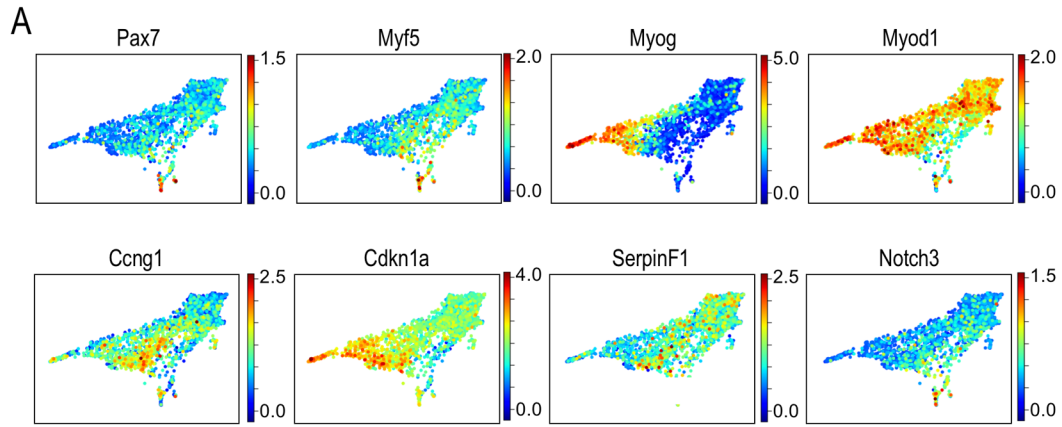 A
Pax7 Myf5 Myog Myod1
1.5 2.0 5.0 2.0
0.0 0.0 0.0 0.0
Ccng1 Cdkn1a SerpinF1 Notch3
2.5 4.0 2.5 1.5
0.0 0.0 0.0 0.0